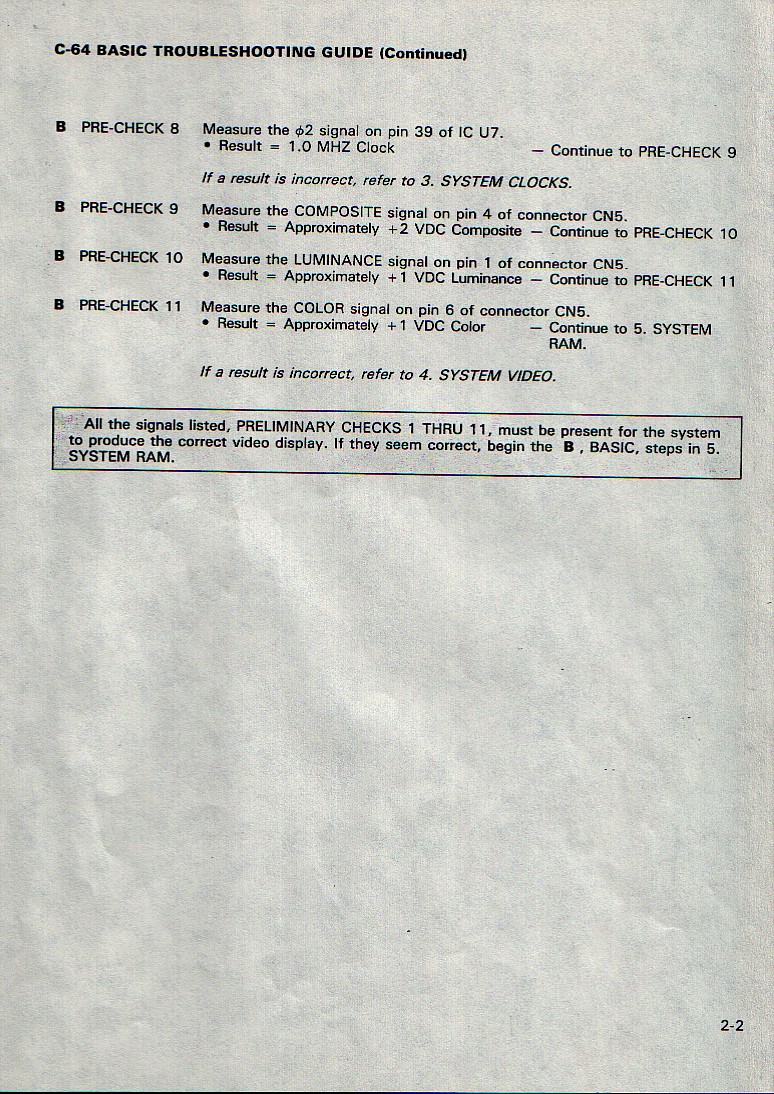 C-64 BASIC TROUBLESHOOTING GUIDE (Continued)
B PRE-CHECK 8 Measure the ϕ2 signal on pin 39 of IC U7.
• Result = 1.0 MHZ Clock — Continue to PRE-CHECK 9
If a result is incorrect, refer to 3. SYSTEM CLOCKS.
B PRE-CHECK 9 Measure the COMPOSITE signal on pin 4 of connector CN5.
• Result = Approximately +2 VDC Composite — Continue to PRE-CHECK 10
B PRE-CHECK 10 Measure the LUMINANCE signal on pin 1 of connector CN5.
• Result = Approximately +1 VDC Luminance — Continue to PRE-CHECK 11
B PRE-CHECK 11 Measure the COLOR signal on pin 6 of connector CN5.
• Result = Approximately +1 VDC Color — Continue to 5. SYSTEM
RAM.
If a result is incorrect, refer to 4. SYSTEM VIDEO.
All the signals listed, PRELIMINARY CHECKS 1 THRU 11, must be present for the system
to produce the correct video display. If they seem correct, begin the B , BASIC, steps in 5.
SYSTEM RAM.
2-2